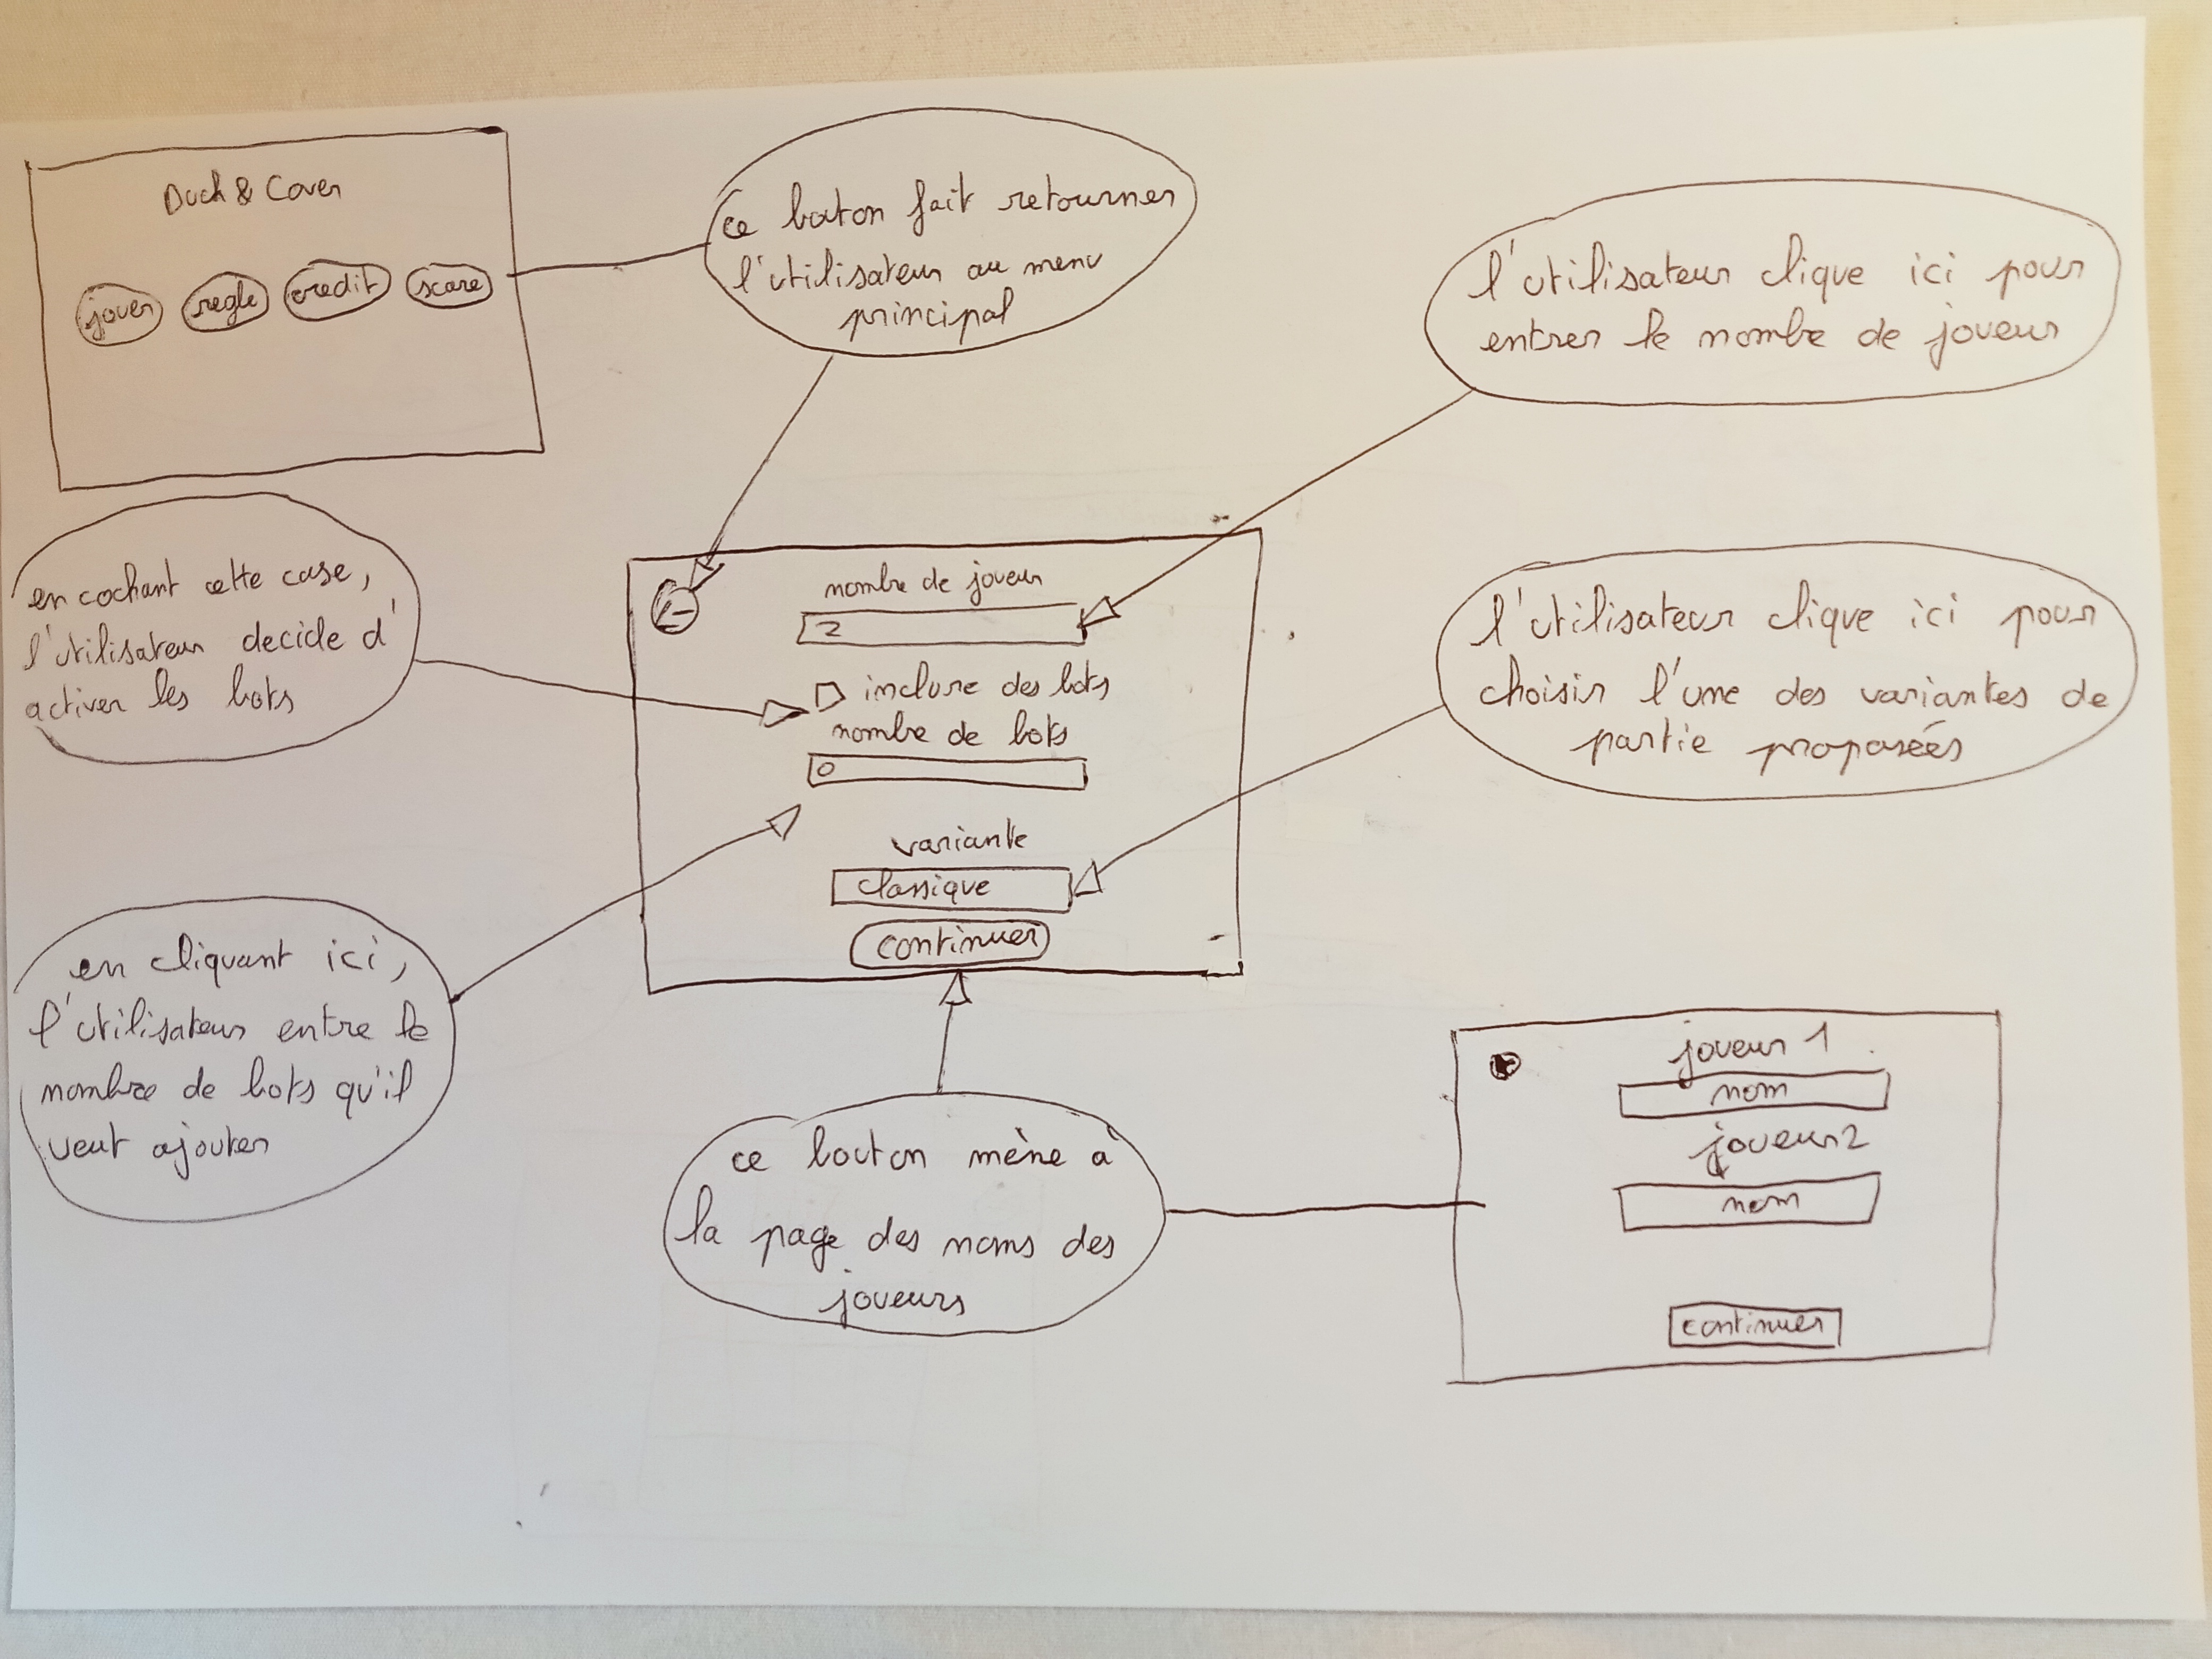 Duck & Cover
jouer regle credit score
ce bouton fait retourner
l'utilisateur au menu
principal
l'utilisateur clique ici pour
entrer le nombre de joueur
en cochant cette case,
l'utilisateur decide d'
activer les bots
nombre de joueur
2
inclure des bots
nombre de bots
0
variante
classique
continuer
l'utilisateur clique ici pour
choisir l'une des variantes de
partie proposées
en cliquant ici,
l'utilisateur entre le
nombre de bots qu'il
veut ajouter
ce bouton mène à
la page des noms des
joueurs
joueur 1
nom
joueur 2
nom
continuer